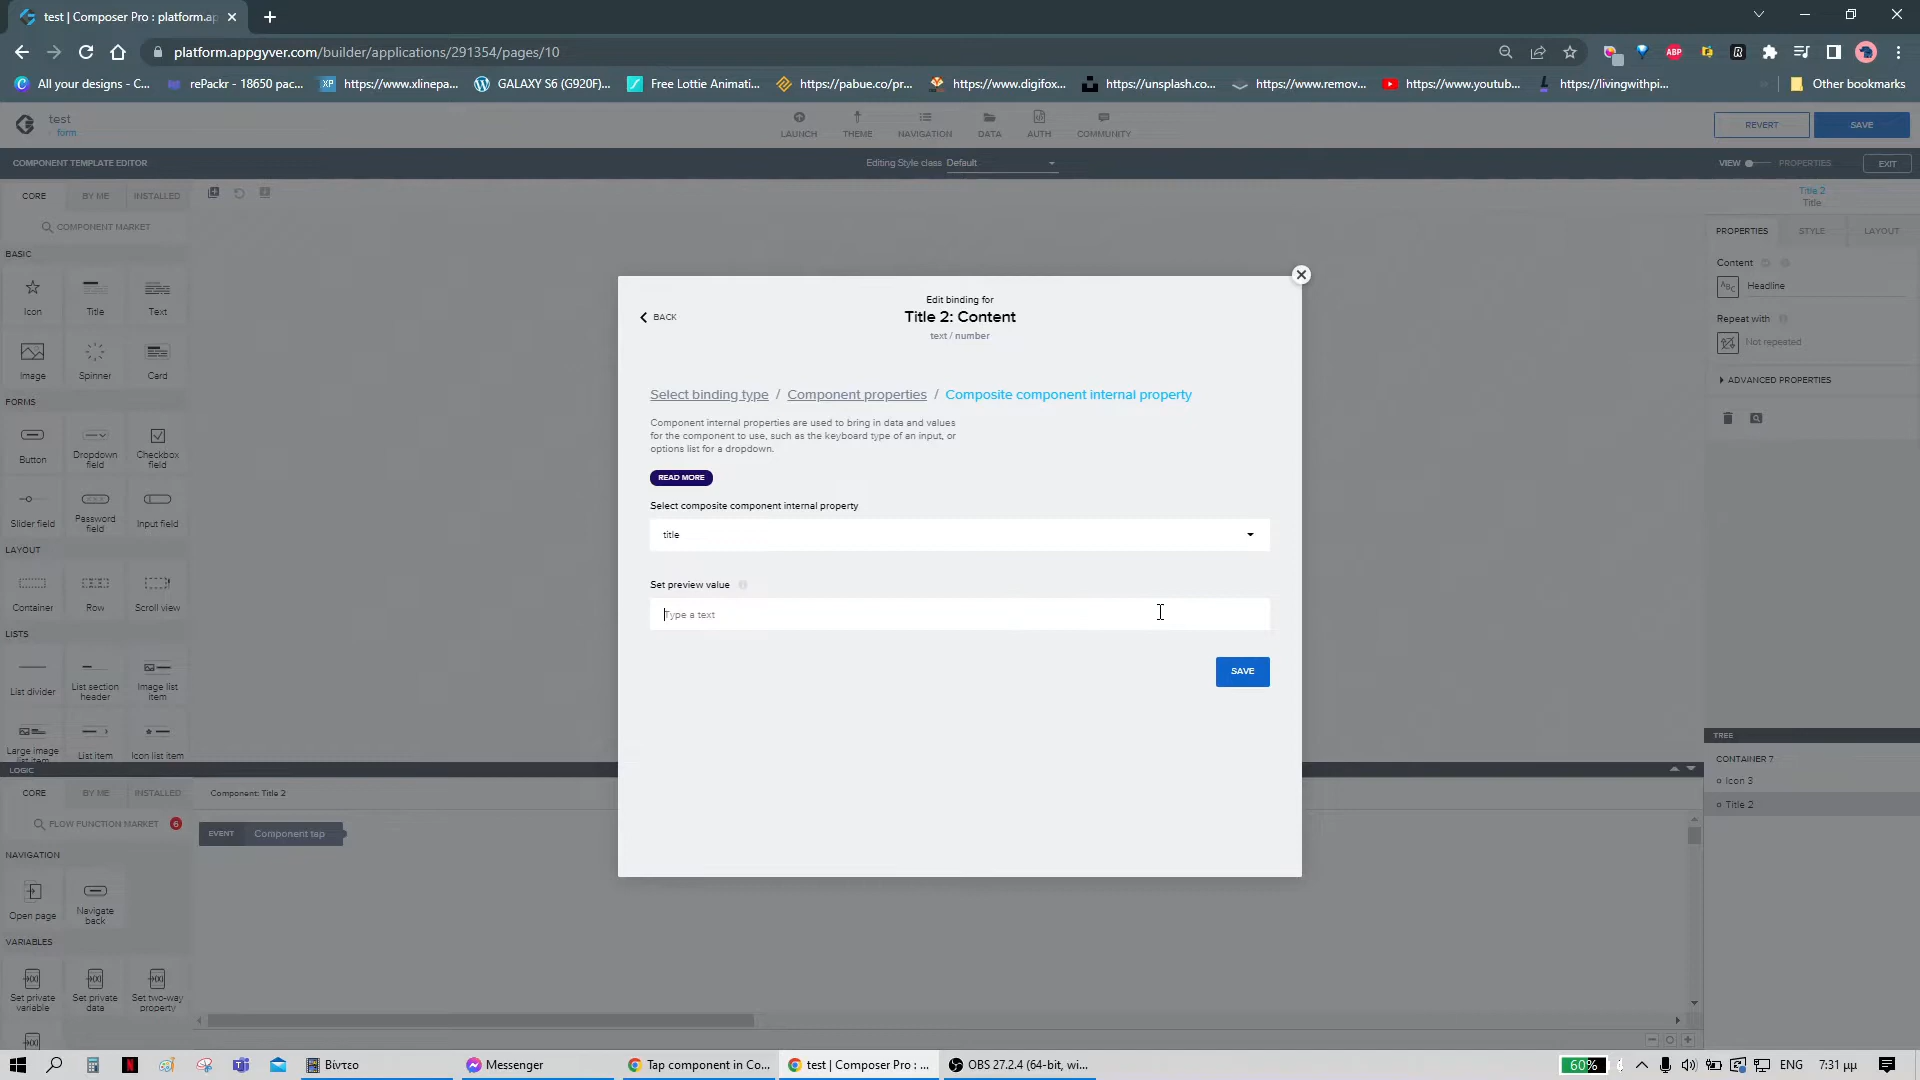 test | Composer Pro : platform.ap
platform.appgyver.com/builder/applications/291354/pages/10
ABP
All your designs - C...
rePackr - 18650 pac...
XP
https://www.xlinepa...
GALAXY S6 (G920F)...
Free Lottie Animati...
https://pabue.co/pr...
https://www.digifox...
https://unsplash.co...
https://www.remov...
https://www.youtub...
https://livingwithpi...
Other bookmarks
test
form
LAUNCH
THEME
NAVIGATION
DATA
AUTH
COMMUNITY
REVERT
SAVE
COMPONENT TEMPLATE EDITOR
Editing Style class Default
VIEW
PROPERTIES
EXIT
CORE
BY ME
INSTALLED
COMPONENT MARKET
BASIC
Icon
Title
Text
Image
Spinner
Card
FORMS
Button
Dropdown field
Checkbox field
Slider field
Password field
Input field
LAYOUT
Container
Row
Scroll view
LISTS
List divider
List section header
Image list item
Large image list item
List item
Icon list item
Edit binding for
BACK
Title 2: Content
text / number
Select binding type / Component properties / Composite component internal property
Component internal properties are used to bring in data and values
for the component to use, such as the keyboard type of an input, or
options list for a dropdown.
READ MORE
Select composite component internal property
title
Set preview value
Type a text
SAVE
Title 2
Title
PROPERTIES
STYLE
LAYOUT
Content
ABC
Headline
Repeat with
Not repeated
ADVANCED PROPERTIES
TREE
CONTAINER 7
Icon 3
Title 2
LOGIC
CORE
BY ME
INSTALLED
Component: Title 2
FLOW FUNCTION MARKET
6
EVENT
Component tap
NAVIGATION
Open page
Navigate back
VARIABLES
Set private variable
Set private data
Set two-way property
Βίντεο
Messenger
Tap component in Co...
test | Composer Pro : ...
OBS 27.2.4 (64-bit, wi...
60%
ENG
7:31 μμ